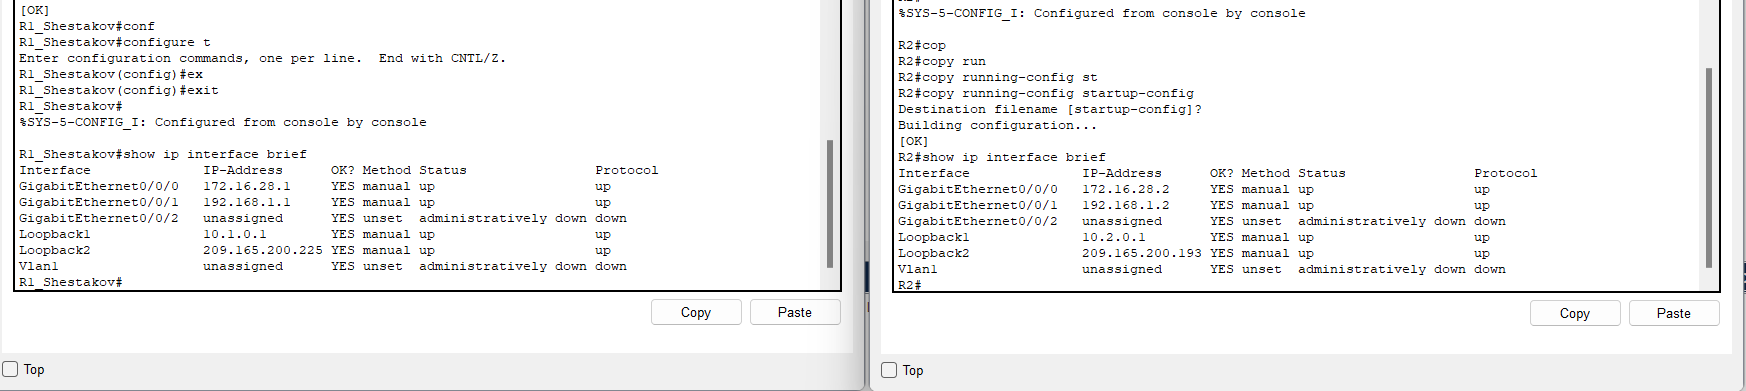 [OK]
R1_Shestakov#conf
R1_Shestakov#configure t
Enter configuration commands, one per line.  End with CNTL/Z.
R1_Shestakov(config)#ex
R1_Shestakov(config)#exit
R1_Shestakov#
%SYS-5-CONFIG_I: Configured from console by console
R1_Shestakov#show ip interface brief
Interface              IP-Address      OK? Method Status                Protocol
GigabitEthernet0/0/0   172.16.28.1     YES manual up                    up
GigabitEthernet0/0/1   192.168.1.1     YES manual up                    up
GigabitEthernet0/0/2   unassigned      YES unset  administratively down down
Loopback1              10.1.0.1        YES manual up                    up
Loopback2              209.165.200.225 YES manual up                    up
Vlan1                  unassigned      YES unset  administratively down down
R1_Shestakov#
Copy
Paste
Top
%SYS-5-CONFIG_I: Configured from console by console
R2#cop
R2#copy run
R2#copy running-config st
R2#copy running-config startup-config
Destination filename [startup-config]?
Building configuration...
[OK]
R2#show ip interface brief
Interface              IP-Address      OK? Method Status                Protocol
GigabitEthernet0/0/0   172.16.28.2     YES manual up                    up
GigabitEthernet0/0/1   192.168.1.2     YES manual up                    up
GigabitEthernet0/0/2   unassigned      YES unset  administratively down down
Loopback1              10.2.0.1        YES manual up                    up
Loopback2              209.165.200.193 YES manual up                    up
Vlan1                  unassigned      YES unset  administratively down down
R2#
Copy
Paste
Top